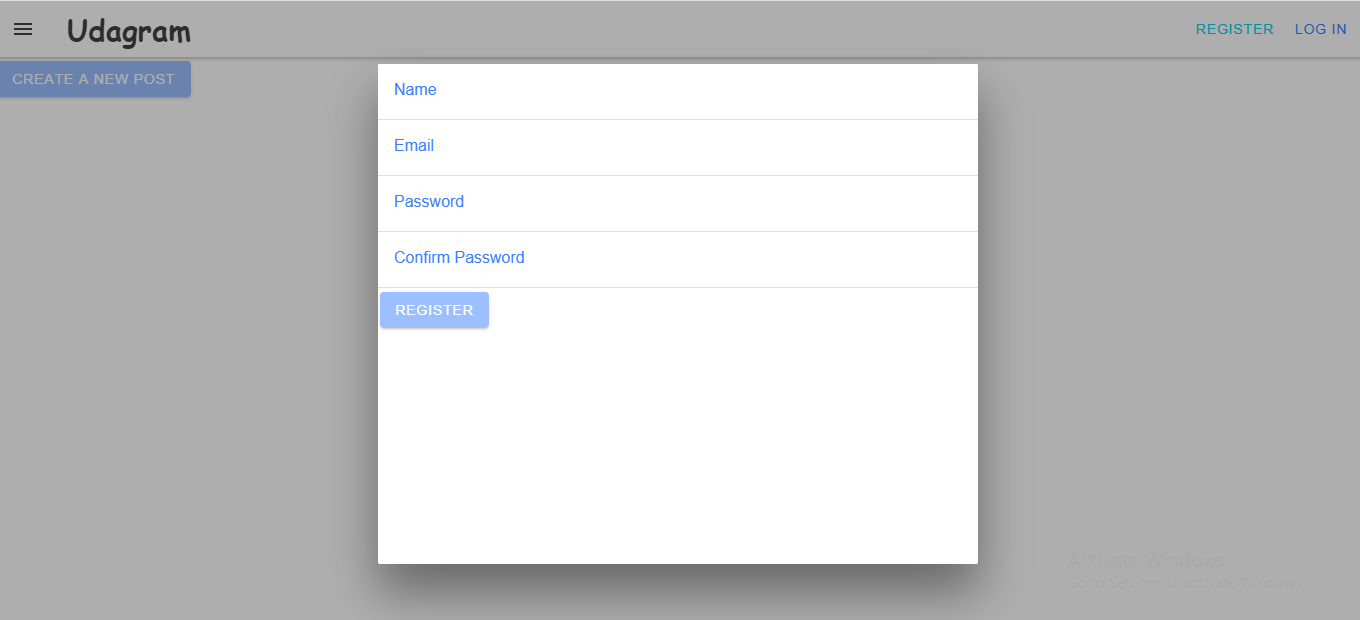 Udagram
REGISTER
LOG IN
CREATE A NEW POST
Name
Email
Password
Confirm Password
REGISTER
Activate Windows
Go to Settings to activate Windows.